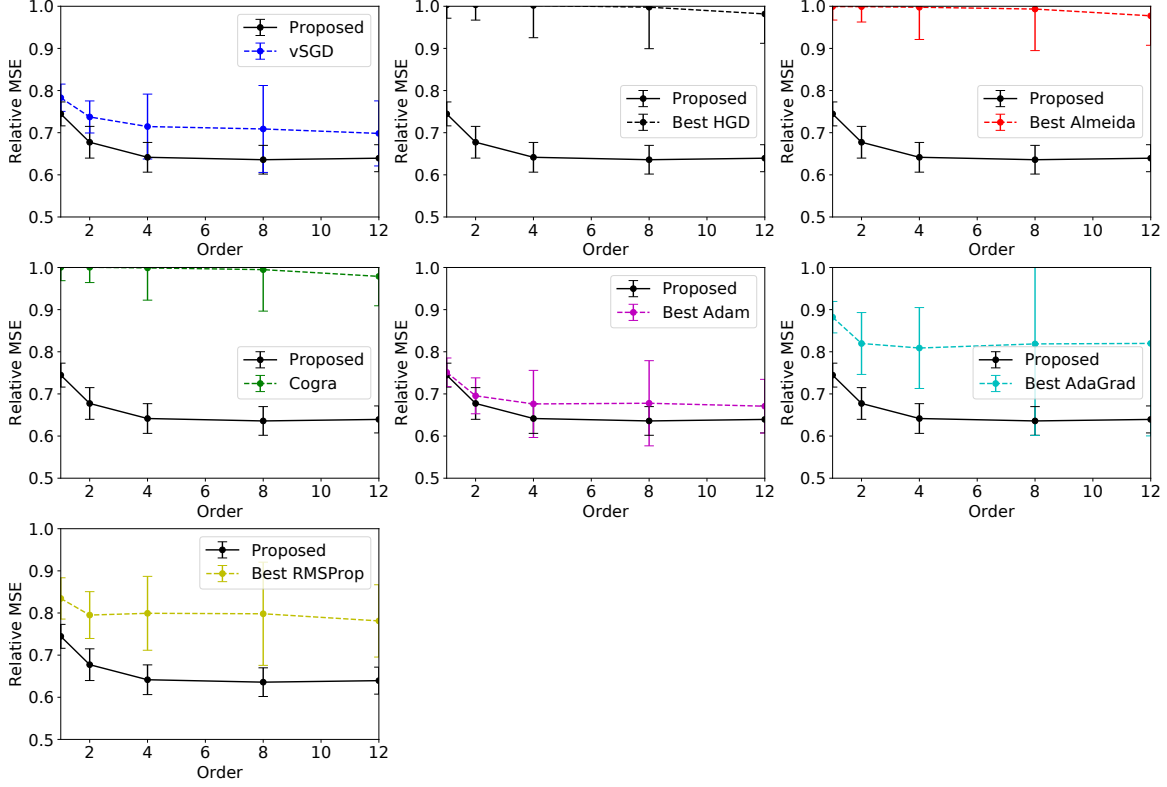 1.0
0.9
0.8
0.7
0.6
0.5
Relative MSE
Proposed
vSGD
2 4 6 8 10 12
Order
1.0
0.9
0.8
0.7
0.6
0.5
Relative MSE
Proposed
Best HGD
2 4 6 8 10 12
Order
1.0
0.9
0.8
0.7
0.6
0.5
Relative MSE
Proposed
Best Almeida
2 4 6 8 10 12
Order
1.0
0.9
0.8
0.7
0.6
0.5
Relative MSE
Proposed
Cogra
2 4 6 8 10 12
Order
1.0
0.9
0.8
0.7
0.6
0.5
Relative MSE
Proposed
Best Adam
2 4 6 8 10 12
Order
1.0
0.9
0.8
0.7
0.6
0.5
Relative MSE
Proposed
Best AdaGrad
2 4 6 8 10 12
Order
1.0
0.9
0.8
0.7
0.6
0.5
Relative MSE
Proposed
Best RMSProp
2 4 6 8 10 12
Order